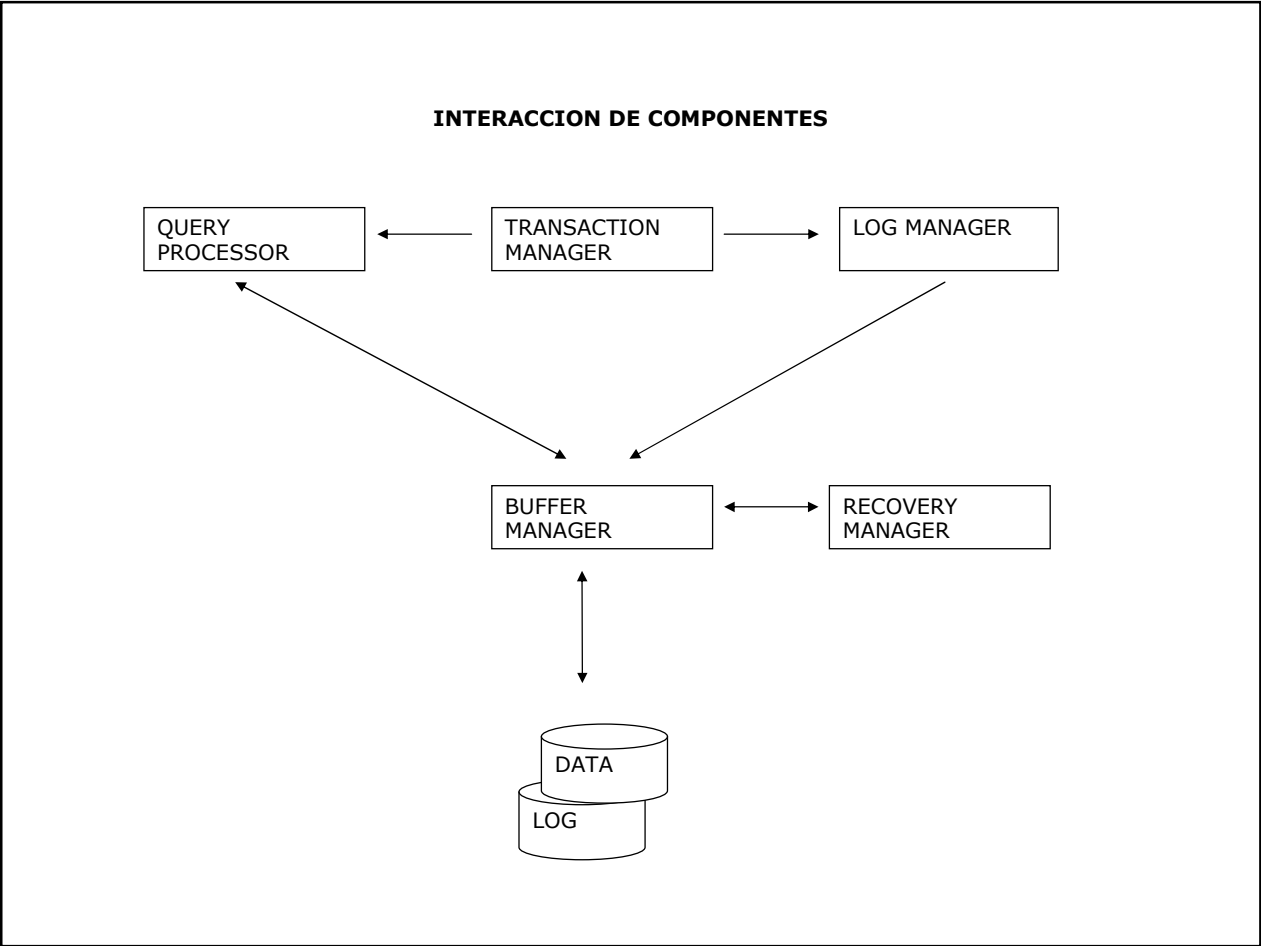 INTERACCION DE COMPONENTES
QUERY
PROCESSOR
TRANSACTION
MANAGER
LOG MANAGER
BUFFER
MANAGER
RECOVERY
MANAGER
DATA
LOG